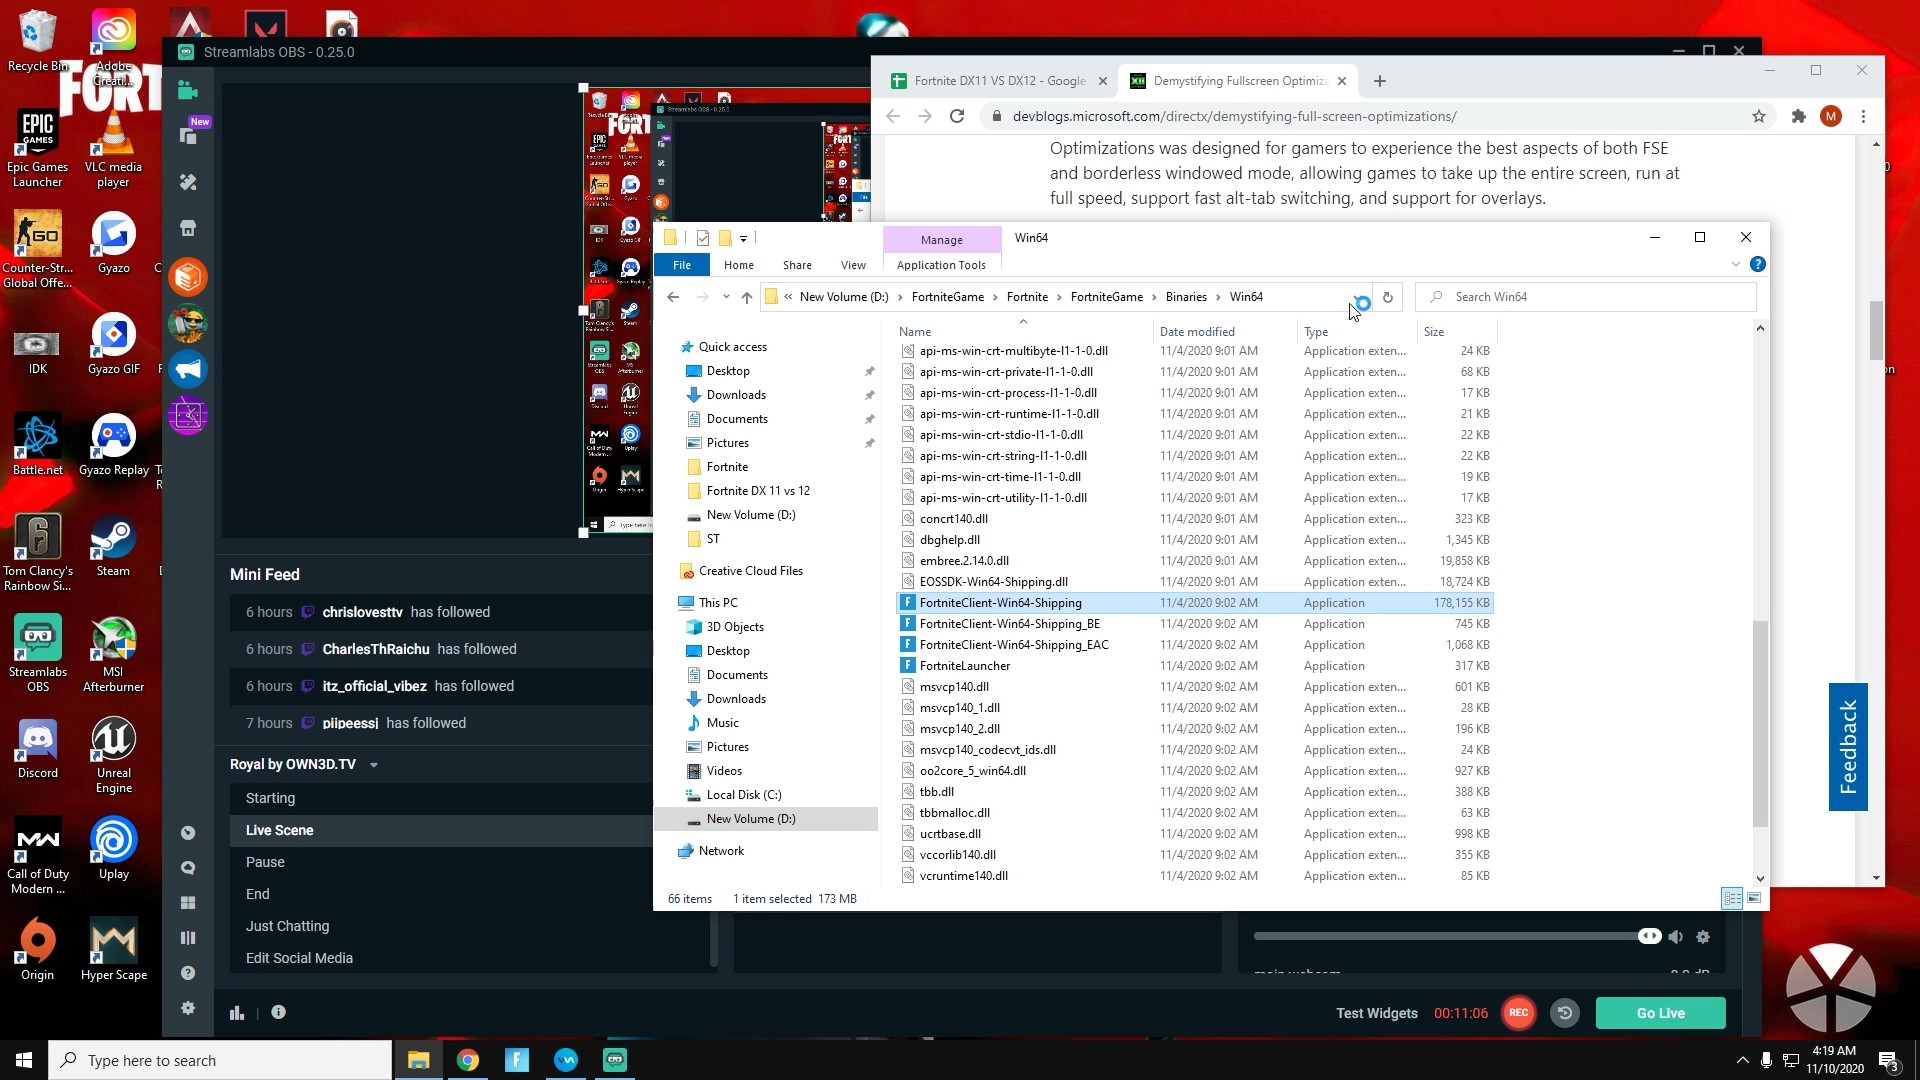 Recycle Bin
Adobe
Creati...
FORT
Epic Games
Launcher
VLC media
player
Counter-Str...
Global Offe...
Gyazo
IDK
Gyazo GIF
Battle.net
Gyazo Replay
Tom Clancy's
Rainbow Si...
Steam
Streamlabs
OBS
MSI
Afterburner
Discord
Unreal
Engine
Call of Duty
Modern ...
Uplay
Origin
Hyper Scape
Streamlabs OBS - 0.25.0
New
Mini Feed
6 hours chrislovesttv has followed
6 hours CharlesThRaichu has followed
6 hours itz_official_vibez has followed
7 hours piipeessj has followed
Royal by OWN3D.TV
Starting
Live Scene
Pause
End
Just Chatting
Edit Social Media
Test Widgets 00:11:06 REC Go Live
Fortnite DX11 VS DX12 - Google
Demystifying Fullscreen Optimiz
devblogs.microsoft.com/directx/demystifying-full-screen-optimizations/
M
Optimizations was designed for gamers to experience the best aspects of both FSE
and borderless windowed mode, allowing games to take up the entire screen, run at
full speed, support fast alt-tab switching, and support for overlays.
Feedback
Manage Win64
File Home Share View Application Tools
« New Volume (D:) › FortniteGame › Fortnite › FortniteGame › Binaries › Win64
Search Win64
Quick access
Desktop
Downloads
Documents
Pictures
Fortnite
Fortnite DX 11 vs 12
New Volume (D:)
ST
Creative Cloud Files
This PC
3D Objects
Desktop
Documents
Downloads
Music
Pictures
Videos
Local Disk (C:)
New Volume (D:)
Network
Name Date modified Type Size
api-ms-win-crt-multibyte-l1-1-0.dll 11/4/2020 9:01 AM Application exten... 24 KB
api-ms-win-crt-private-l1-1-0.dll 11/4/2020 9:01 AM Application exten... 68 KB
api-ms-win-crt-process-l1-1-0.dll 11/4/2020 9:01 AM Application exten... 17 KB
api-ms-win-crt-runtime-l1-1-0.dll 11/4/2020 9:01 AM Application exten... 21 KB
api-ms-win-crt-stdio-l1-1-0.dll 11/4/2020 9:01 AM Application exten... 22 KB
api-ms-win-crt-string-l1-1-0.dll 11/4/2020 9:01 AM Application exten... 22 KB
api-ms-win-crt-time-l1-1-0.dll 11/4/2020 9:01 AM Application exten... 19 KB
api-ms-win-crt-utility-l1-1-0.dll 11/4/2020 9:01 AM Application exten... 17 KB
concrt140.dll 11/4/2020 9:01 AM Application exten... 323 KB
dbghelp.dll 11/4/2020 9:01 AM Application exten... 1,345 KB
embree.2.14.0.dll 11/4/2020 9:01 AM Application exten... 19,858 KB
EOSSDK-Win64-Shipping.dll 11/4/2020 9:01 AM Application exten... 18,724 KB
FortniteClient-Win64-Shipping 11/4/2020 9:02 AM Application 178,155 KB
FortniteClient-Win64-Shipping_BE 11/4/2020 9:02 AM Application 745 KB
FortniteClient-Win64-Shipping_EAC 11/4/2020 9:02 AM Application 1,068 KB
FortniteLauncher 11/4/2020 9:02 AM Application 317 KB
msvcp140.dll 11/4/2020 9:02 AM Application exten... 601 KB
msvcp140_1.dll 11/4/2020 9:02 AM Application exten... 28 KB
msvcp140_2.dll 11/4/2020 9:02 AM Application exten... 196 KB
msvcp140_codecvt_ids.dll 11/4/2020 9:02 AM Application exten... 24 KB
oo2core_5_win64.dll 11/4/2020 9:02 AM Application exten... 927 KB
tbb.dll 11/4/2020 9:02 AM Application exten... 388 KB
tbbmalloc.dll 11/4/2020 9:02 AM Application exten... 63 KB
ucrtbase.dll 11/4/2020 9:02 AM Application exten... 998 KB
vccorlib140.dll 11/4/2020 9:02 AM Application exten... 355 KB
vcruntime140.dll 11/4/2020 9:02 AM Application exten... 85 KB
66 items 1 item selected 173 MB
Type here to search
4:19 AM
11/10/2020
3